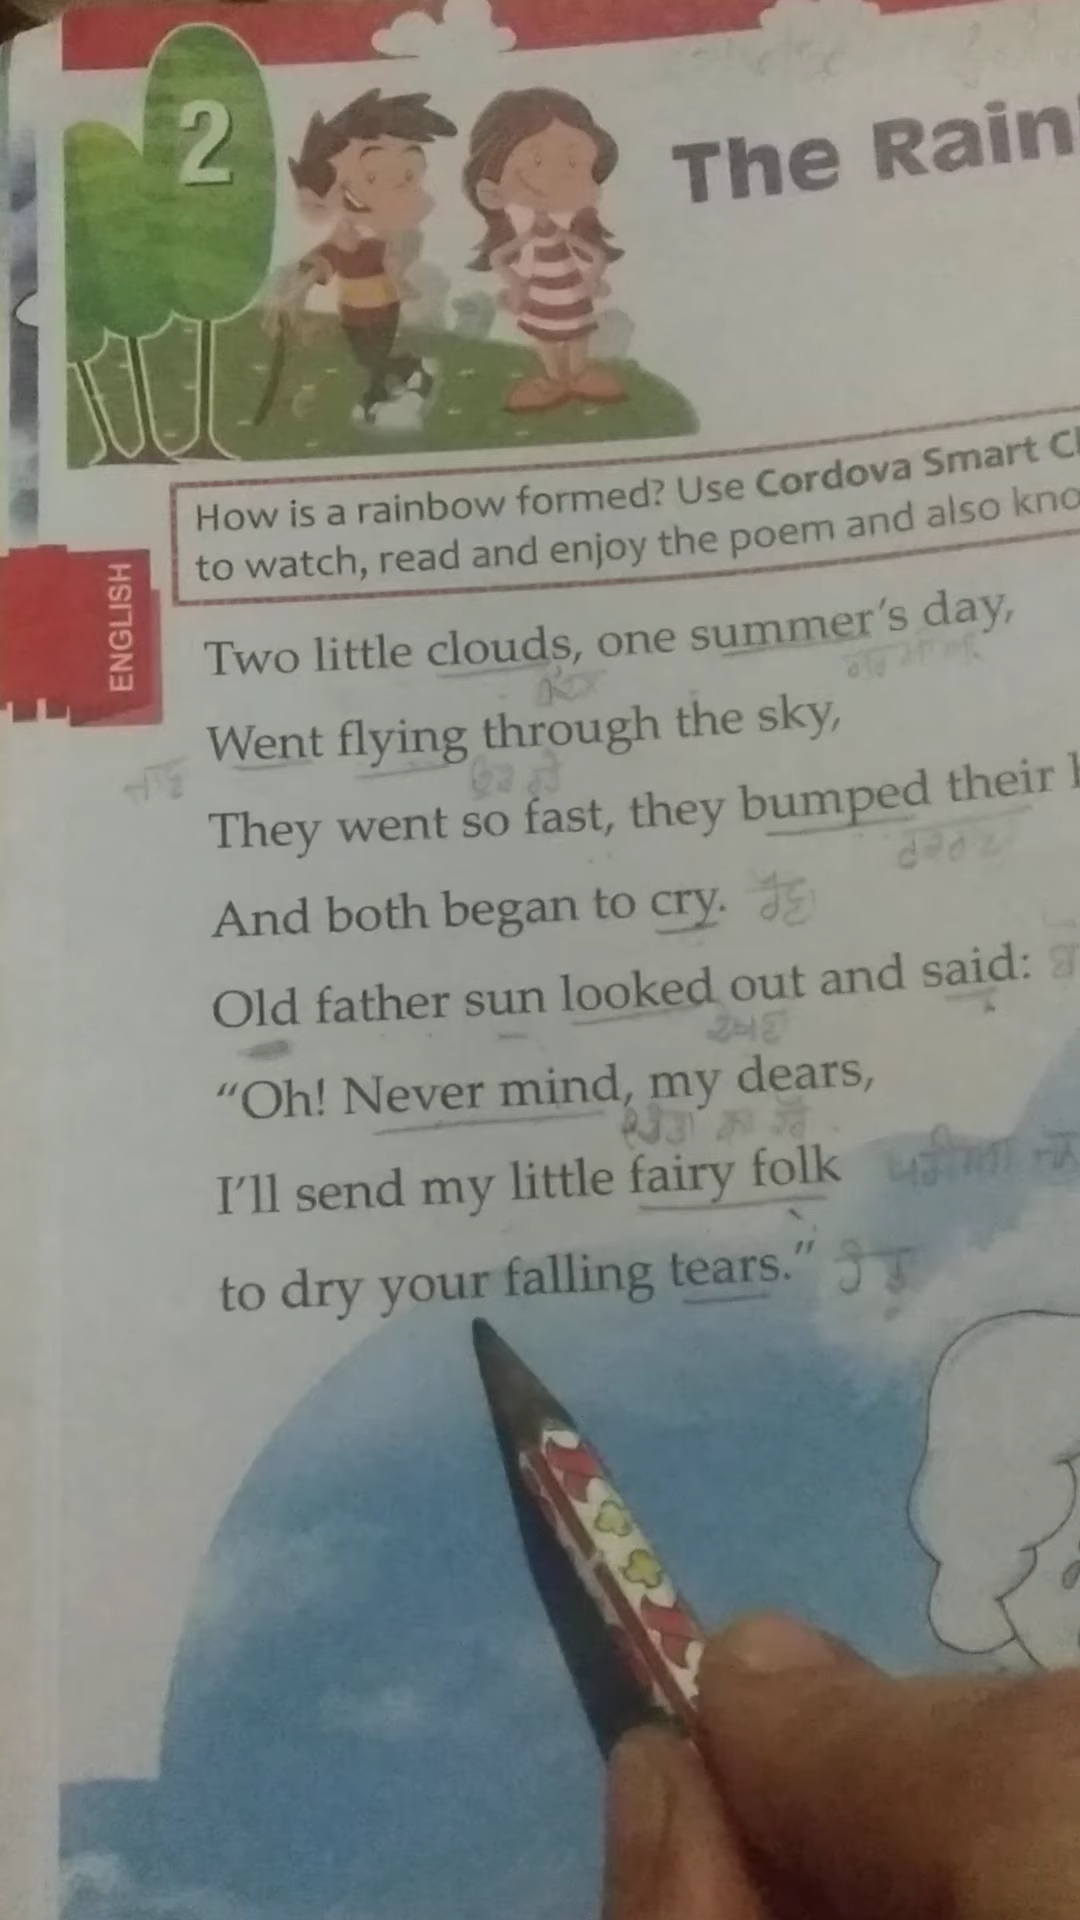 2
The Rain
How is a rainbow formed? Use Cordova Smart Cl
to watch, read and enjoy the poem and also kno
ENGLISH
Two little clouds, one summer's day,
Went flying through the sky,
They went so fast, they bumped their
And both began to cry.
Old father sun looked out and said:
“Oh! Never mind, my dears,
I'll send my little fairy folk
to dry your falling tears.”